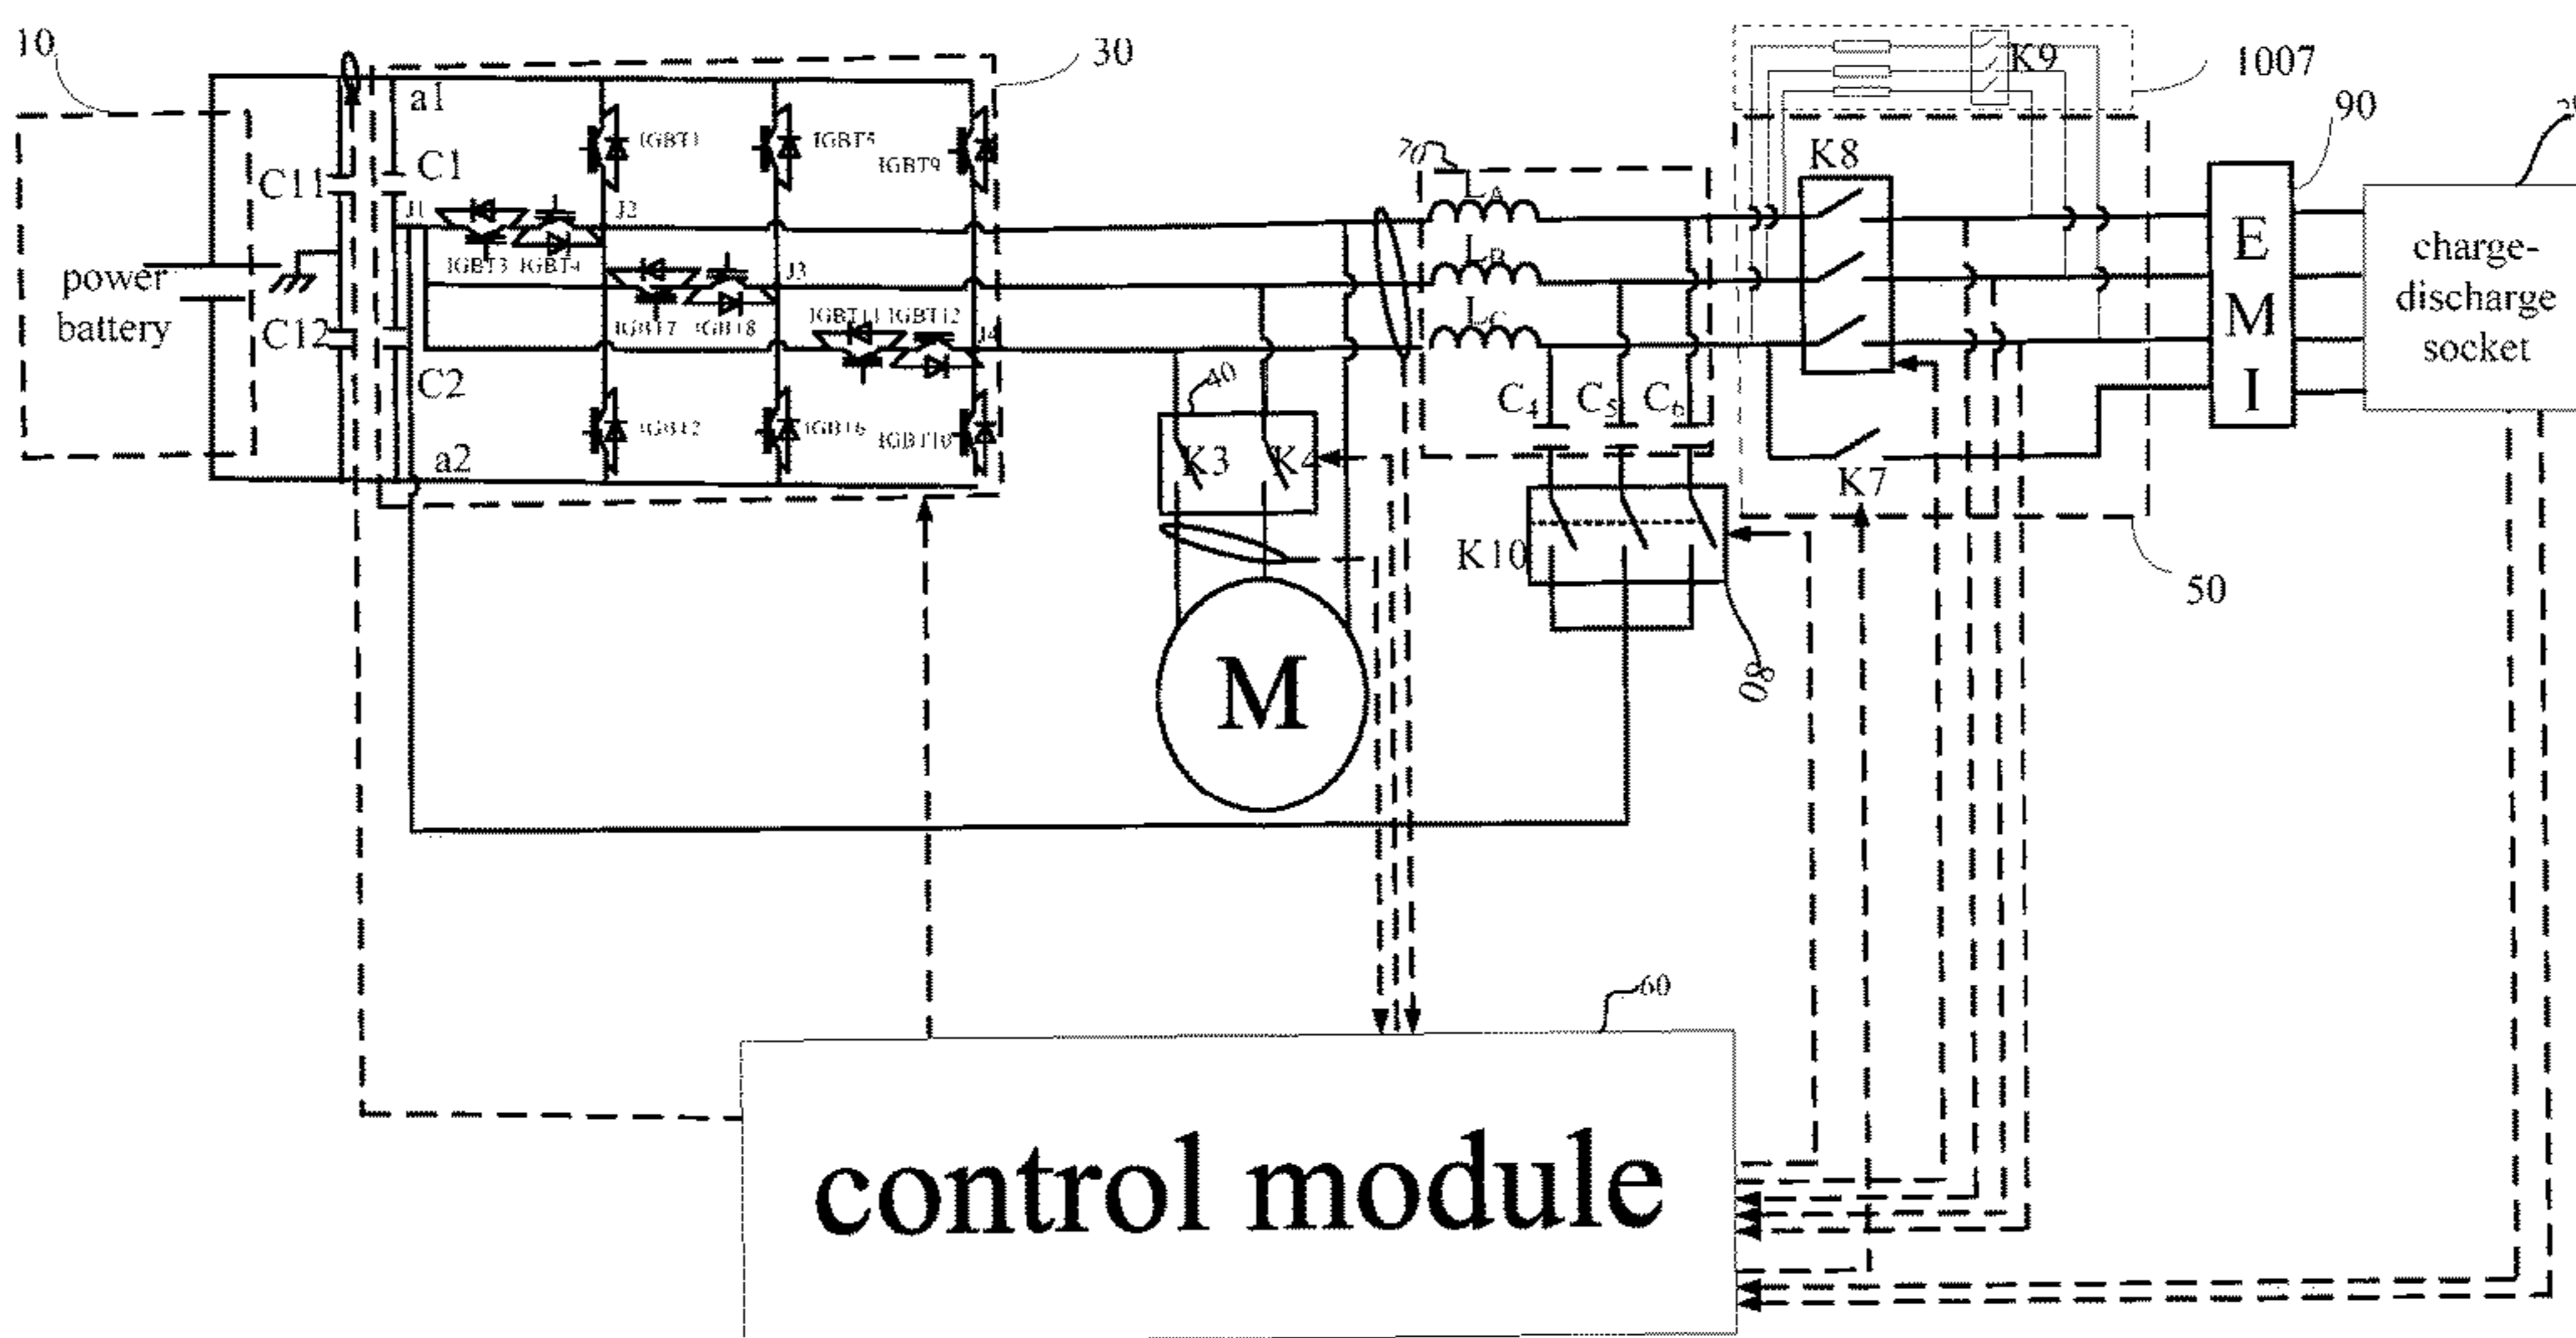 10
30
K9
1007
90
a1
C11
C1
IGBT1
IGBT5
IGBT9
70
K8
E
M
I
charge-
discharge
socket
J1
J2
LA
IGBT3
IGBT4
J3
LB
power
battery
C12
IGBT7
IGBT8
IGBT11
IGBT12
J4
LC
C2
40
C4
C5
C6
IGBT2
IGBT6
IGBT10
a2
K3
K4
K7
K10
50
M
80
60
control module